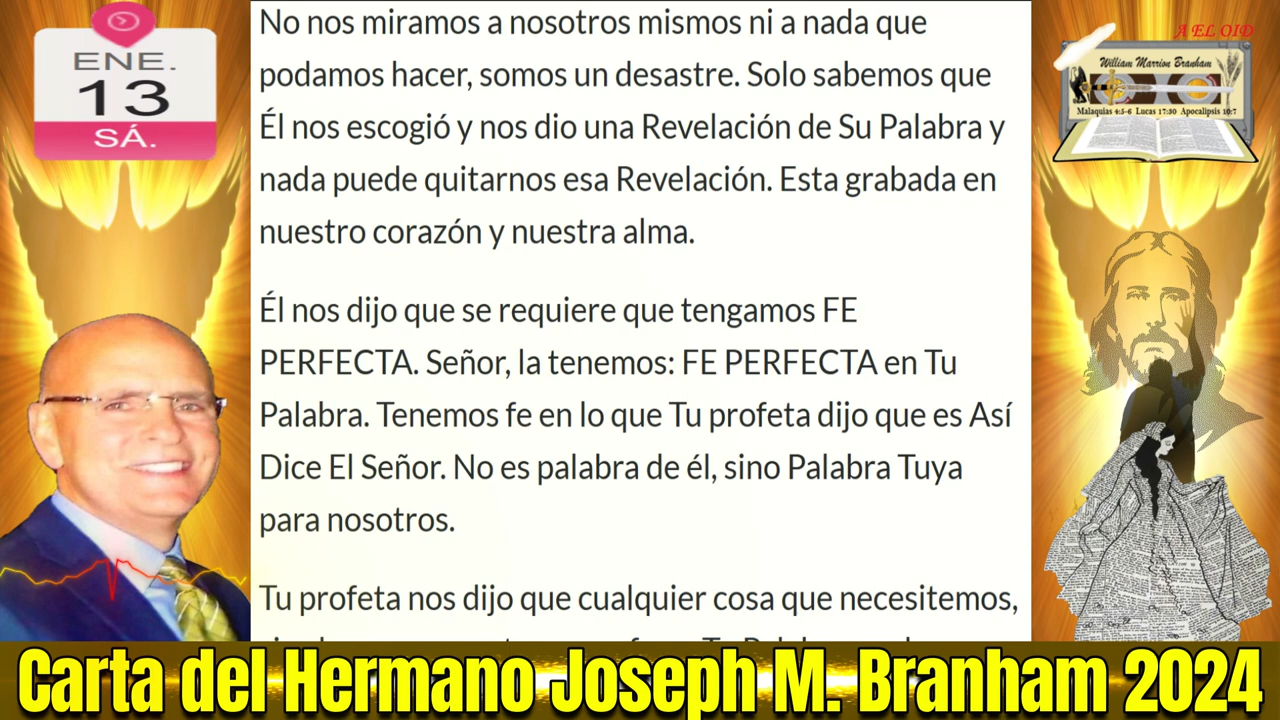 ENE.
13
SÁ.
A EL OID
William Marrion Branham
Malaquias 4:5-6 Lucas 17:30 Apocalipsis 10:7
No nos miramos a nosotros mismos ni a nada que
podamos hacer, somos un desastre. Solo sabemos que
Él nos escogió y nos dio una Revelación de Su Palabra y
nada puede quitarnos esa Revelación. Esta grabada en
nuestro corazón y nuestra alma.
Él nos dijo que se requiere que tengamos FE
PERFECTA. Señor, la tenemos: FE PERFECTA en Tu
Palabra. Tenemos fe en lo que Tu profeta dijo que es Así
Dice El Señor. No es palabra de él, sino Palabra Tuya
para nosotros.
Tu profeta nos dijo que cualquier cosa que necesitemos,
Carta del Hermano Joseph M. Branham 2024